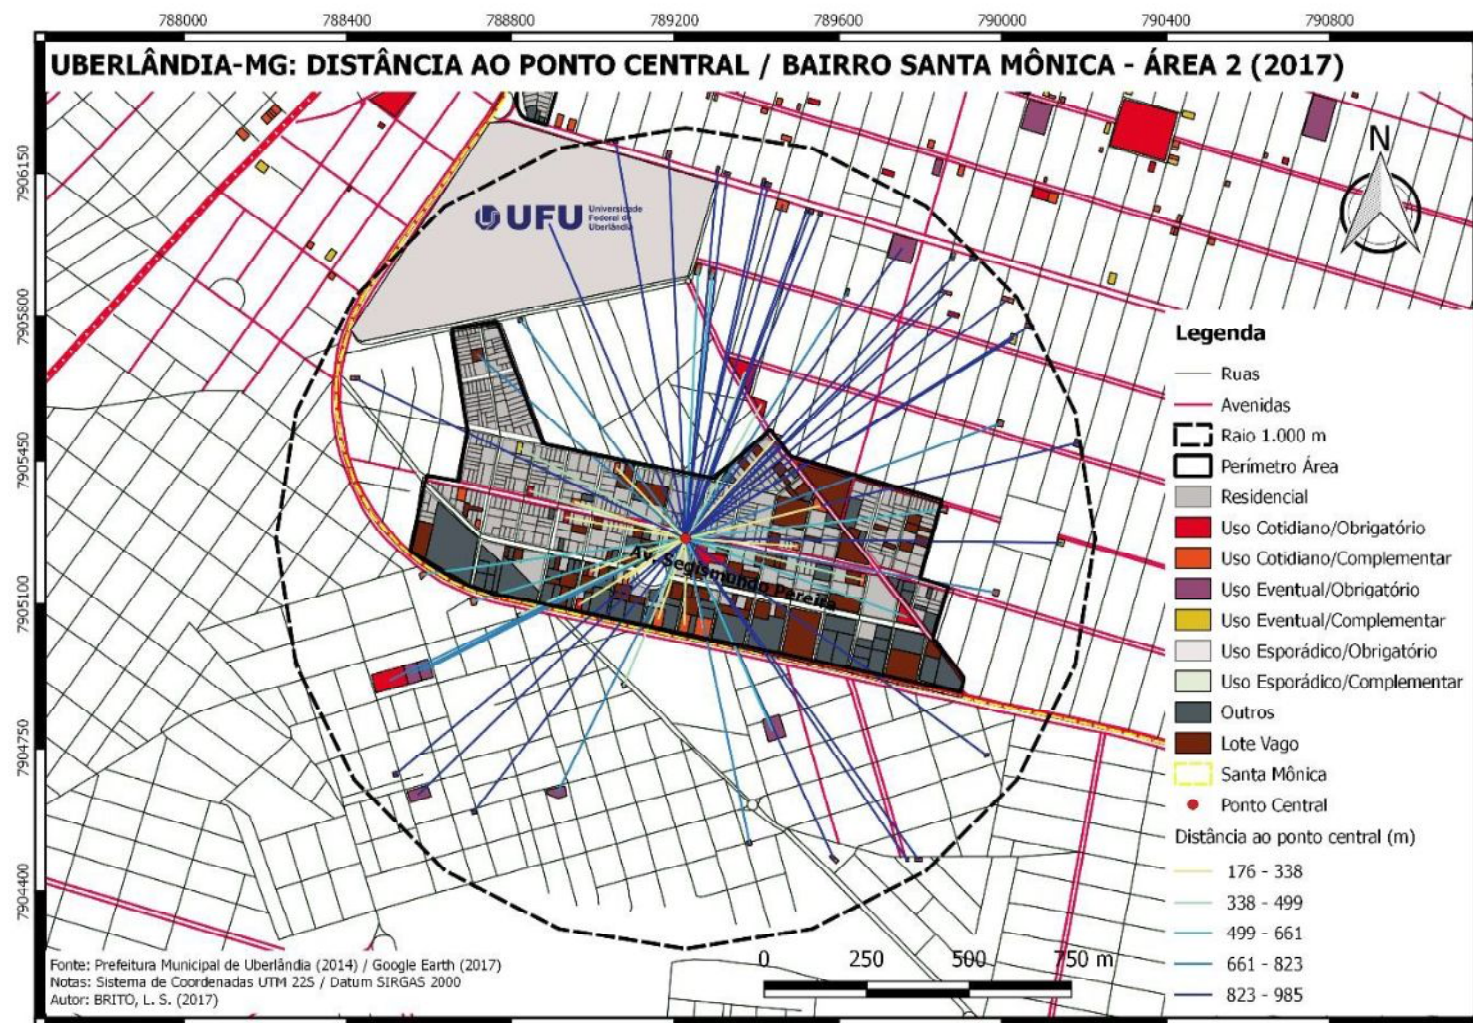 788000 788400 788800 789200 789600 790000 790400 790800
UBERLÂNDIA-MG: DISTÂNCIA AO PONTO CENTRAL / BAIRRO SANTA MÔNICA - ÁREA 2 (2017)
7906150
7905800
7905450
7905100
7904750
7904400
N
UFU
Universidade
Federal de
Uberlândia
Av. Segismundo Pereira
Legenda
Ruas
Avenidas
Raio 1.000 m
Perímetro Área
Residencial
Uso Cotidiano/Obrigatório
Uso Cotidiano/Complementar
Uso Eventual/Obrigatório
Uso Eventual/Complementar
Uso Esporádico/Obrigatório
Uso Esporádico/Complementar
Outros
Lote Vago
Santa Mônica
Ponto Central
Distância ao ponto central (m)
176 - 338
338 - 499
499 - 661
661 - 823
823 - 985
0 250 500 750 m
Fonte: Prefeitura Municipal de Uberlândia (2014) / Google Earth (2017)
Notas: Sistema de Coordenadas UTM 22S / Datum SIRGAS 2000
Autor: BRITO, L. S. (2017)